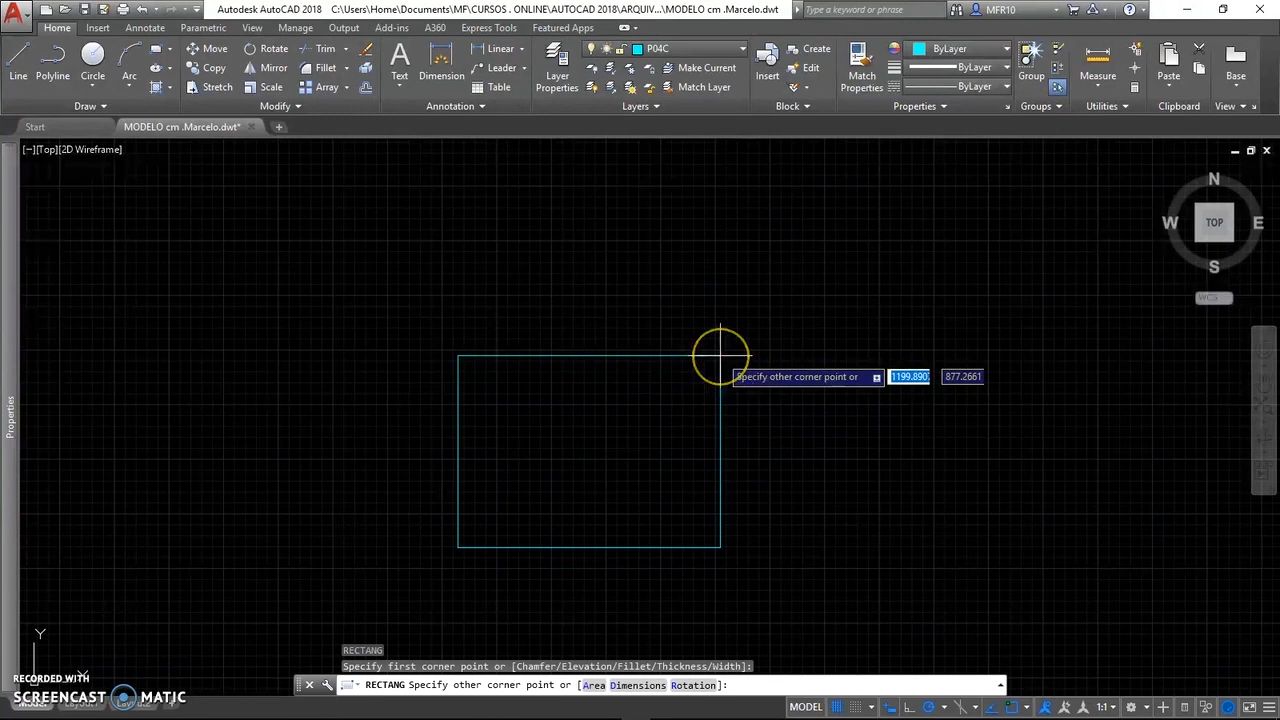 Autodesk AutoCAD 2018 C:\Users\Home\Documents\MF\CURSOS . ONLINE\AUTOCAD 2018\ARQUIV...\MODELO cm .Marcelo.dwt Type a keyword or phrase MFR10
Home Insert Annotate Parametric View Manage Output Add-ins A360 Express Tools Featured Apps
Move Rotate Trim Linear P04C Create ByLayer
Line Polyline Circle Arc Copy Mirror Fillet Text Dimension Leader Layer Properties Make Current Insert Edit Match Properties ByLayer Group Measure Paste Base
Stretch Scale Array Table Match Layer ByLayer
Draw Modify Annotation Layers Block Properties Groups Utilities Clipboard View
Start MODELO cm .Marcelo.dwt*
[−][Top][2D Wireframe]
N
W TOP E
S
WCS
Specify other corner point or 1199.890 877.2661
Properties
Y
X
RECTANG
Specify first corner point or [Chamfer/Elevation/Fillet/Thickness/Width]:
RECTANG Specify other corner point or [Area Dimensions Rotation]:
RECORDED WITH
SCREENCAST MATIC
Model Layout1 Layout2
MODEL 1:1